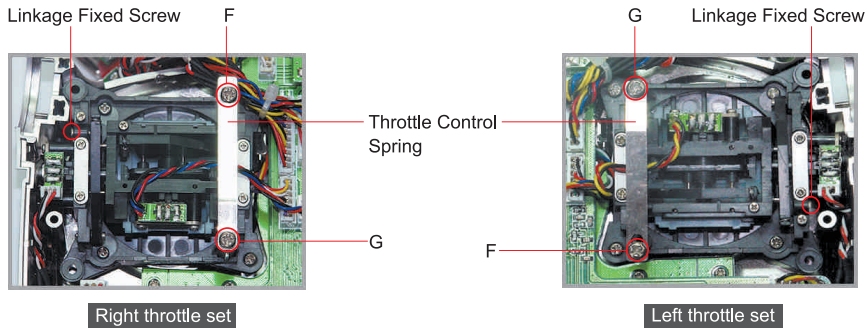 Linkage Fixed Screw
F
G
Linkage Fixed Screw
Throttle Control
Spring
G
F
Right throttle set
Left throttle set